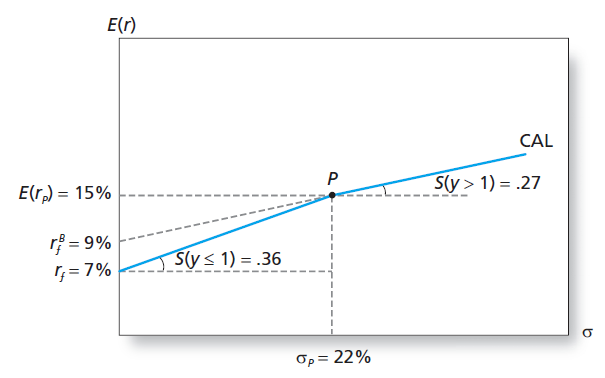 E(r)
CAL
P
S(y > 1) = .27
E(r_P) = 15%
r_f^B = 9%
S(y ≤ 1) = .36
r_f = 7%
σ
σ_P = 22%